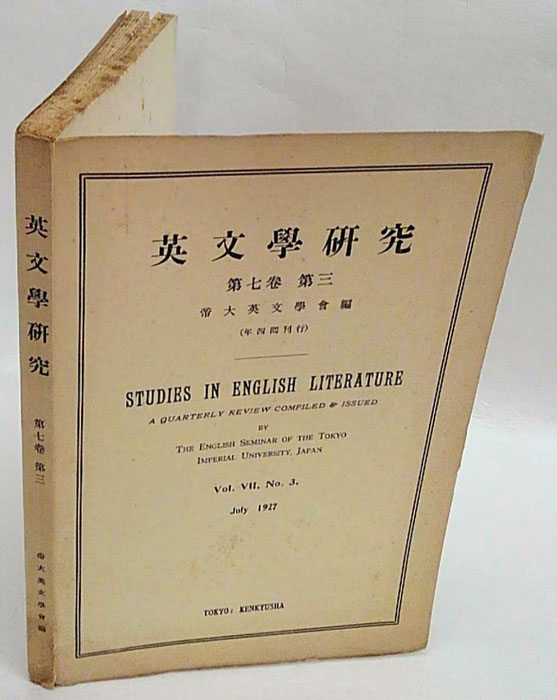 英文學研究
第七卷 第三
帝大英文學會編
(年四囘刊行)
STUDIES IN ENGLISH LITERATURE
A QUARTERLY REVIEW COMPILED & ISSUED
BY
THE ENGLISH SEMINAR OF THE TOKYO
IMPERIAL UNIVERSITY, JAPAN
Vol. VII, No. 3.
July 1927
TOKYO: KENKYUSHA
英文學研究
第七卷 第三
帝大英文學會編